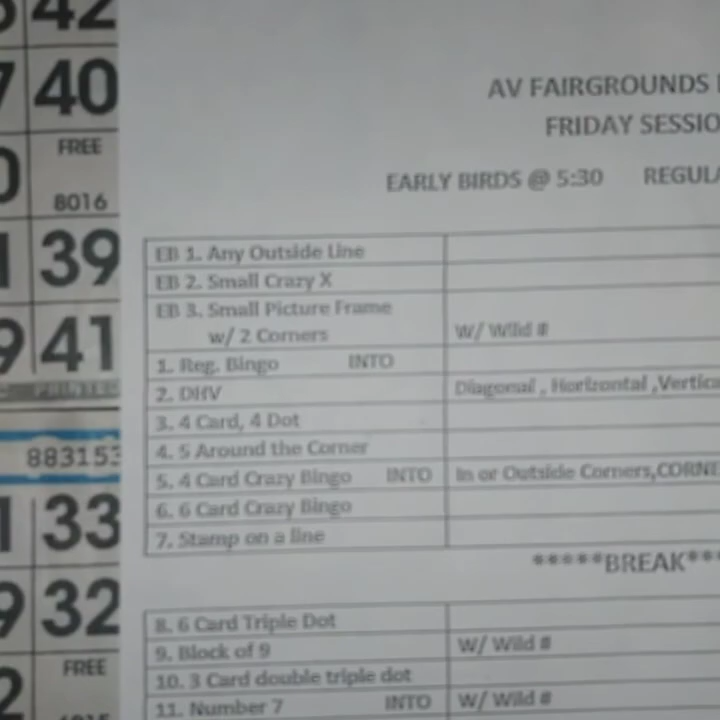 42
40
FREE
8016
39
41
PRINTED
883153
33
32
FREE
AV FAIRGROUNDS
FRIDAY SESSIO
EARLY BIRDS @ 5:30 REGULA
EB 1. Any Outside Line
EB 2. Small Crazy X
EB 3. Small Picture Frame
w/ 2 Corners W/ Wild #
1. Reg. Bingo INTO
2. DHV Diagonal , Horizontal ,Vertica
3. 4 Card, 4 Dot
4. 5 Around the Corner
5. 4 Card Crazy Bingo INTO In or Outside Corners,CORNE
6. 6 Card Crazy Bingo
7. Stamp on a line
*****BREAK***
8. 6 Card Triple Dot
9. Block of 9 W/ Wild #
10. 3 Card double triple dot
11. Number 7 INTO W/ Wild #